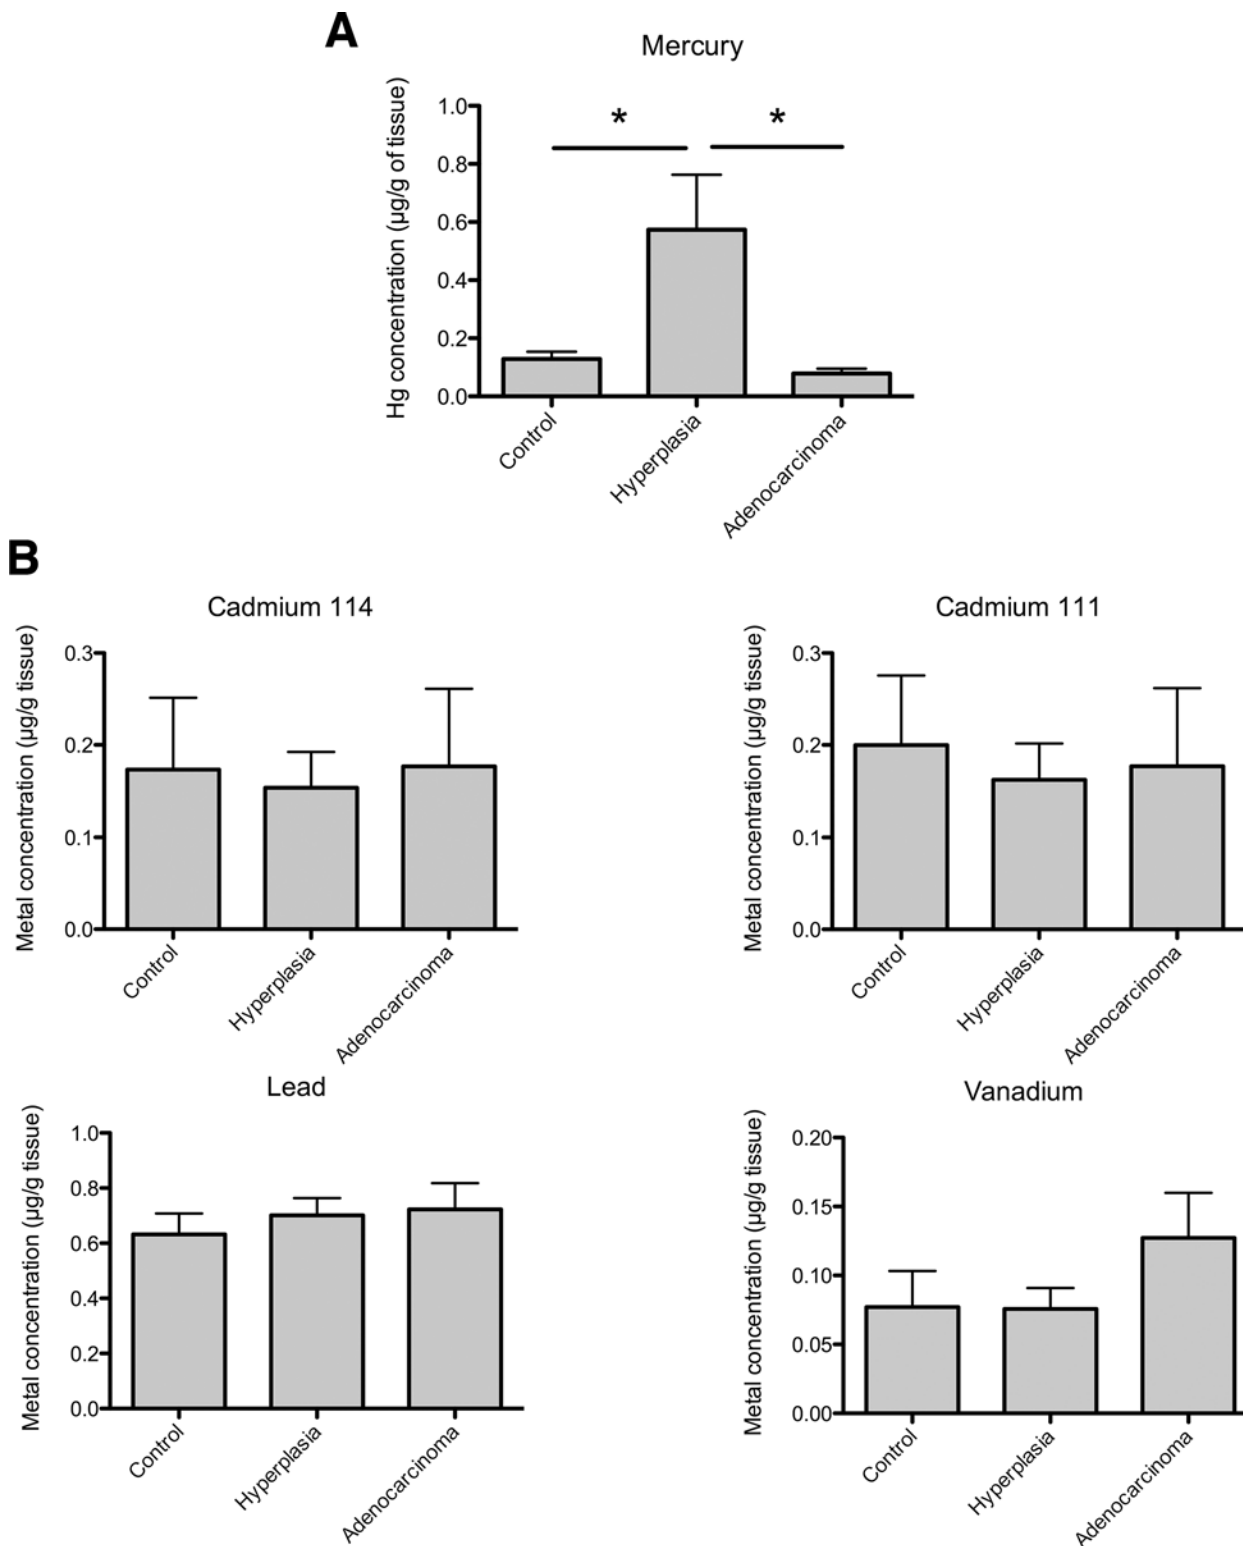 A
Mercury
Hg concentration (µg/g of tissue)
1.0
0.8
0.6
0.4
0.2
0.0
*
*
Control
Hyperplasia
Adenocarcinoma
B
Cadmium 114
Metal concentration (µg/g tissue)
0.3
0.2
0.1
0.0
Control
Hyperplasia
Adenocarcinoma
Cadmium 111
Metal concentration (µg/g tissue)
0.3
0.2
0.1
0.0
Control
Hyperplasia
Adenocarcinoma
Lead
Metal concentration (µg/g tissue)
1.0
0.8
0.6
0.4
0.2
0.0
Control
Hyperplasia
Adenocarcinoma
Vanadium
Metal concentration (µg/g tissue)
0.20
0.15
0.10
0.05
0.00
Control
Hyperplasia
Adenocarcinoma